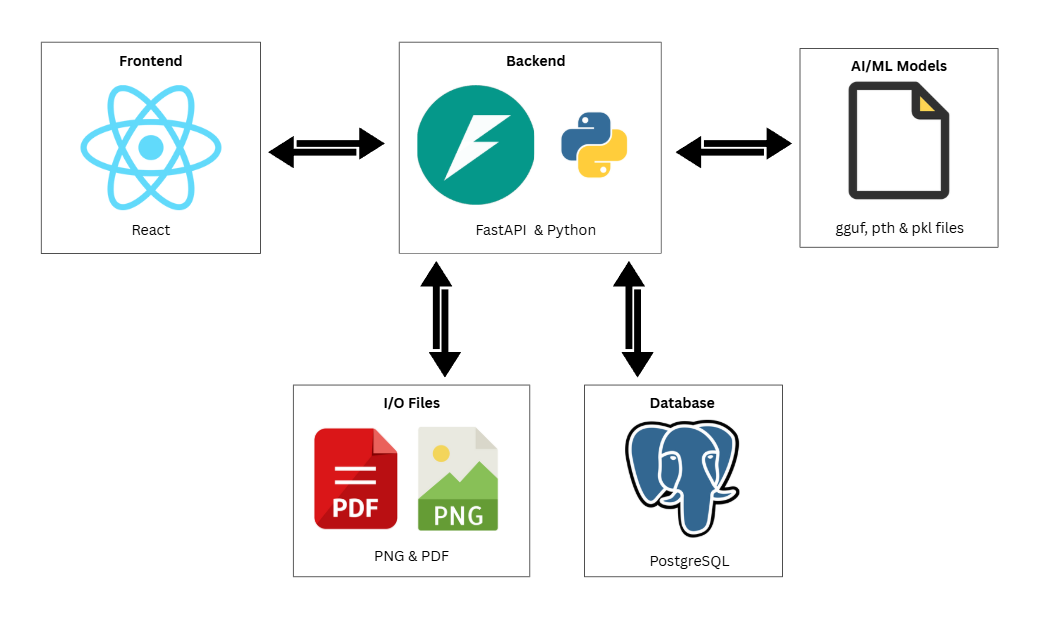 Frontend
React
Backend
FastAPI  & Python
AI/ML Models
gguf, pth & pkl files
I/O Files
PDF
PNG
PNG & PDF
Database
PostgreSQL